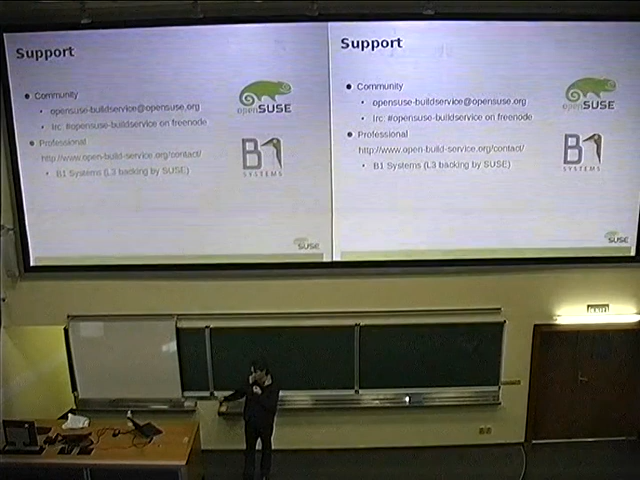 Support
Community
opensuse-buildservice@opensuse.org
Irc: #opensuse-buildservice on freenode
Professional
http://www.open-build-service.org/contact/
B1 Systems (L3 backing by SUSE)
openSUSE
B1
SYSTEMS
SUSE
Support
Community
opensuse-buildservice@opensuse.org
Irc: #opensuse-buildservice on freenode
Professional
http://www.open-build-service.org/contact/
B1 Systems (L3 backing by SUSE)
openSUSE
B1
SYSTEMS
SUSE